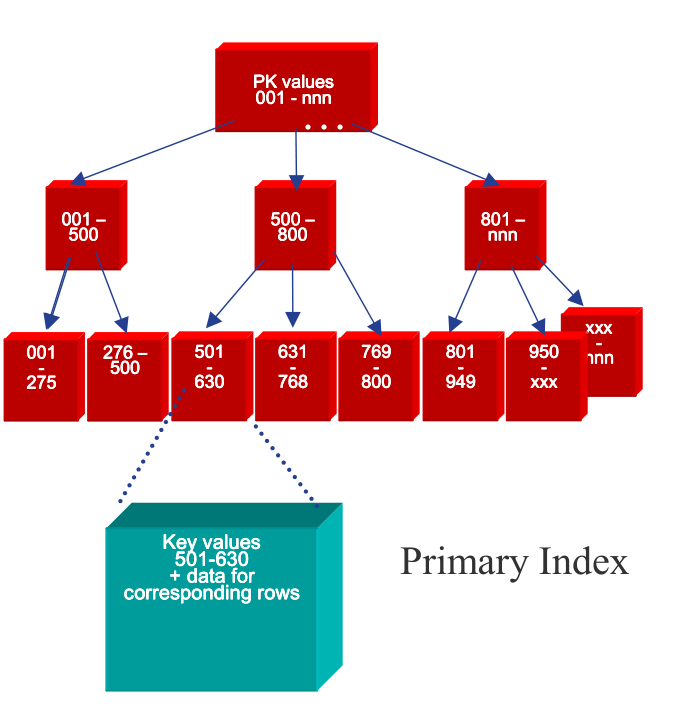 PK values
001 - nnn
. . .
001 –
500
500 –
800
801 –
nnn
001
-
275
276 –
500
501
-
630
631
-
768
769
-
800
801
-
949
950
-
xxx
xxx
-
nnn
Key values
501-630
+ data for
corresponding rows
Primary Index